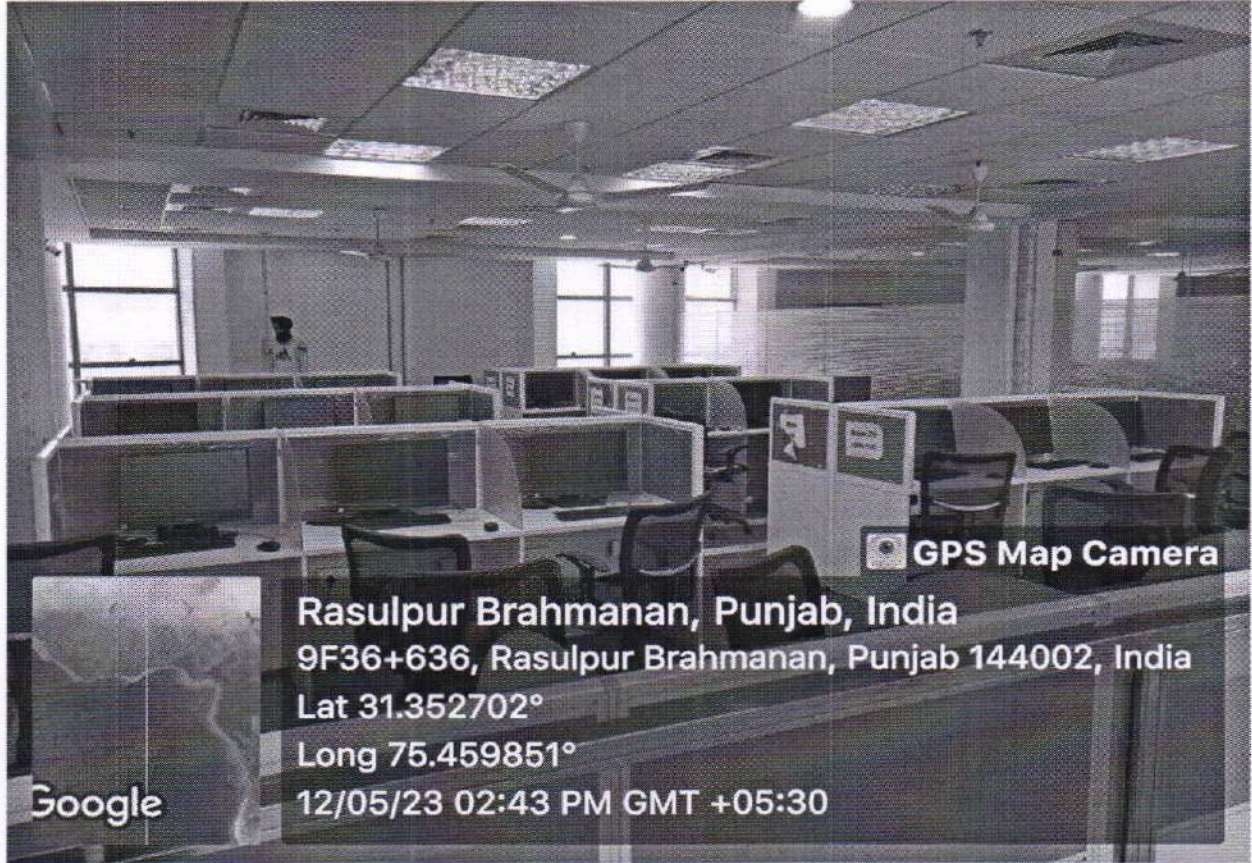 GPS Map Camera
Rasulpur Brahmanan, Punjab, India
9F36+636, Rasulpur Brahmanan, Punjab 144002, India
Lat 31.352702°
Long 75.459851°
12/05/23 02:43 PM GMT +05:30
Google